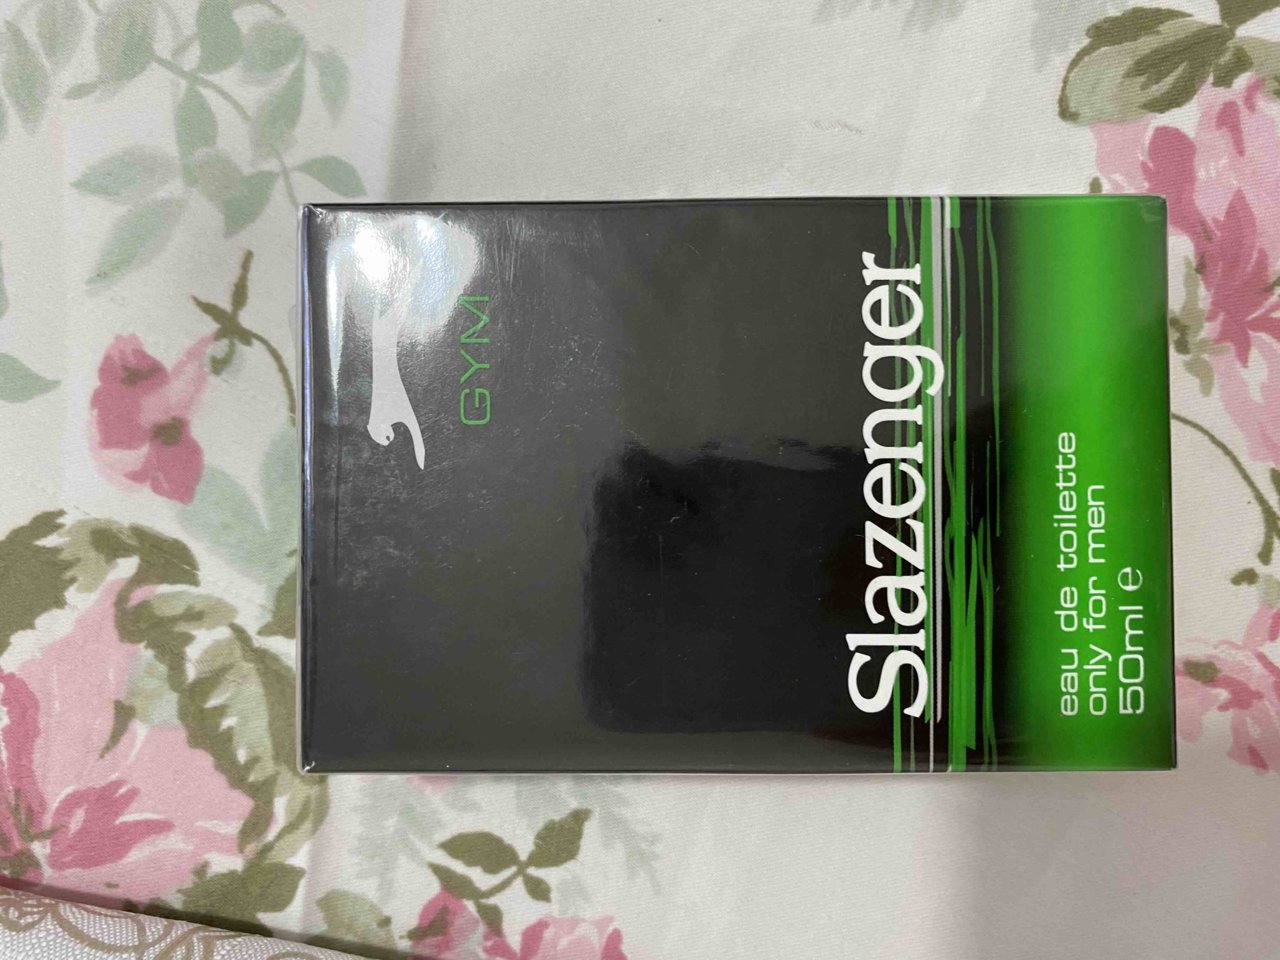 GYM
Slazenger
eau de toilette
only for men
50ml ℮